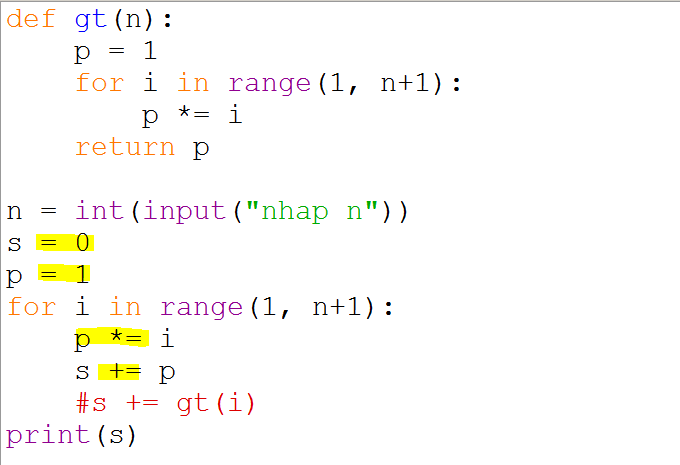 def gt(n):
    p = 1
    for i in range(1, n+1):
        p *= i
    return p

n = int(input("nhap n"))
s = 0
p = 1
for i in range(1, n+1):
    p *= i
    s += p
    #s += gt(i)
print(s)